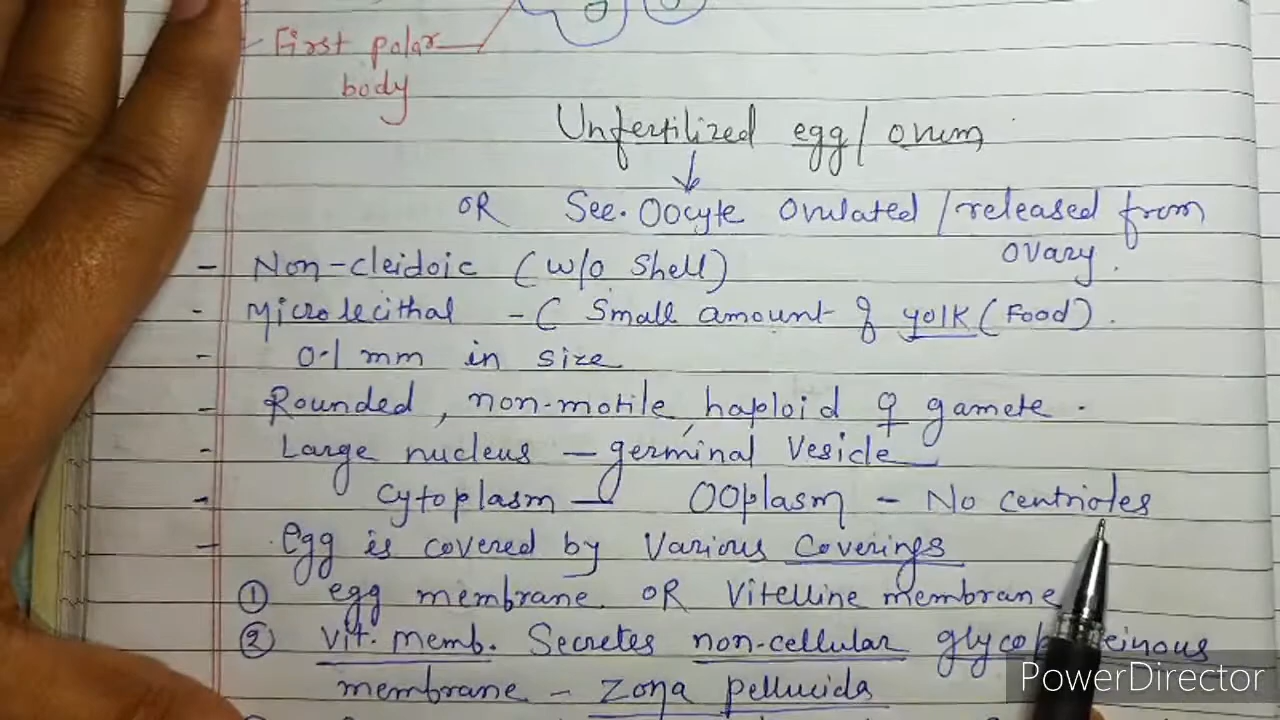 First polar
body
Unfertilized egg/ ovum
OR See. Oocyte Ovulated / released from
ovary.
- Non-cleidoic (w/o Shell)
- Microlecithal - ( Small amount of yolk (Food).
- 0.1 mm in size
- Rounded, non-motile, haploid ♀ gamete.
- Large nucleus - germinal Vesicle
- Cytoplasm - OOplasm - No centrioles
- Egg is covered by Various Coverings
① egg membrane OR Vitelline membrane
② Vit. memb. Secretes non-cellular
membrane - Zona pellucida
PowerDirector